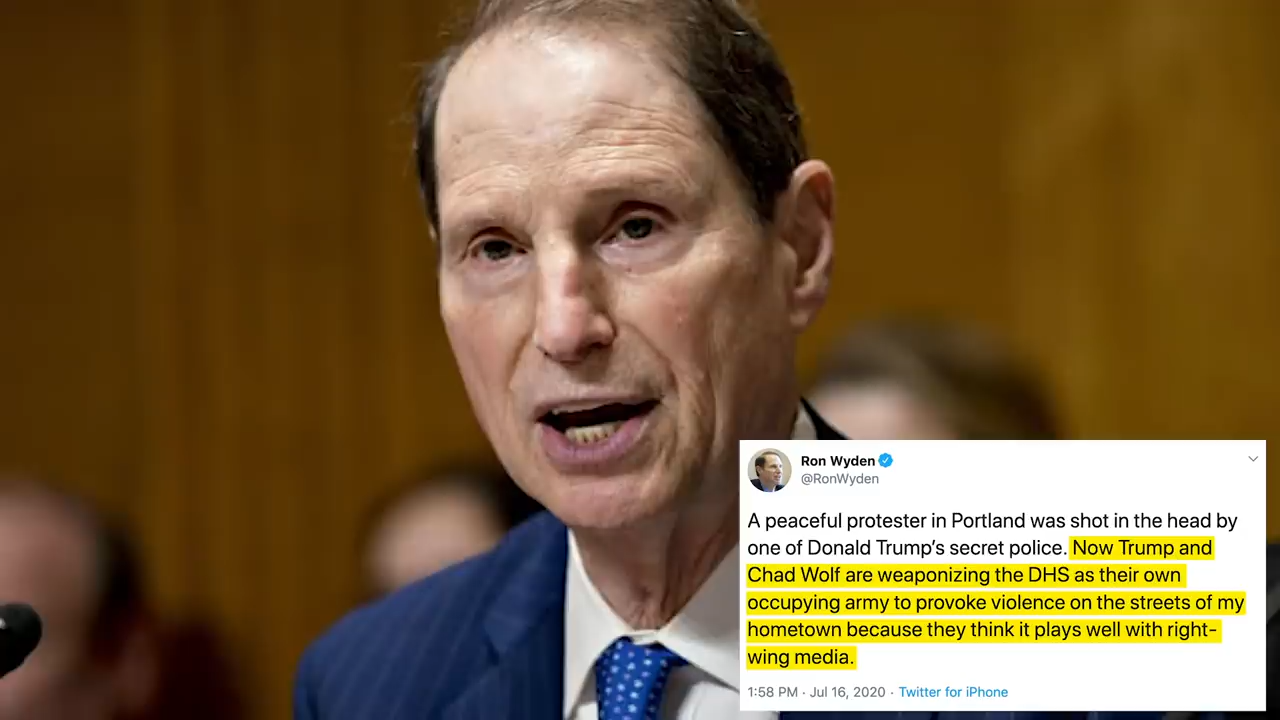 Ron Wyden
@RonWyden
A peaceful protester in Portland was shot in the head by
one of Donald Trump’s secret police. Now Trump and
Chad Wolf are weaponizing the DHS as their own
occupying army to provoke violence on the streets of my
hometown because they think it plays well with right-
wing media.
1:58 PM · Jul 16, 2020 · Twitter for iPhone